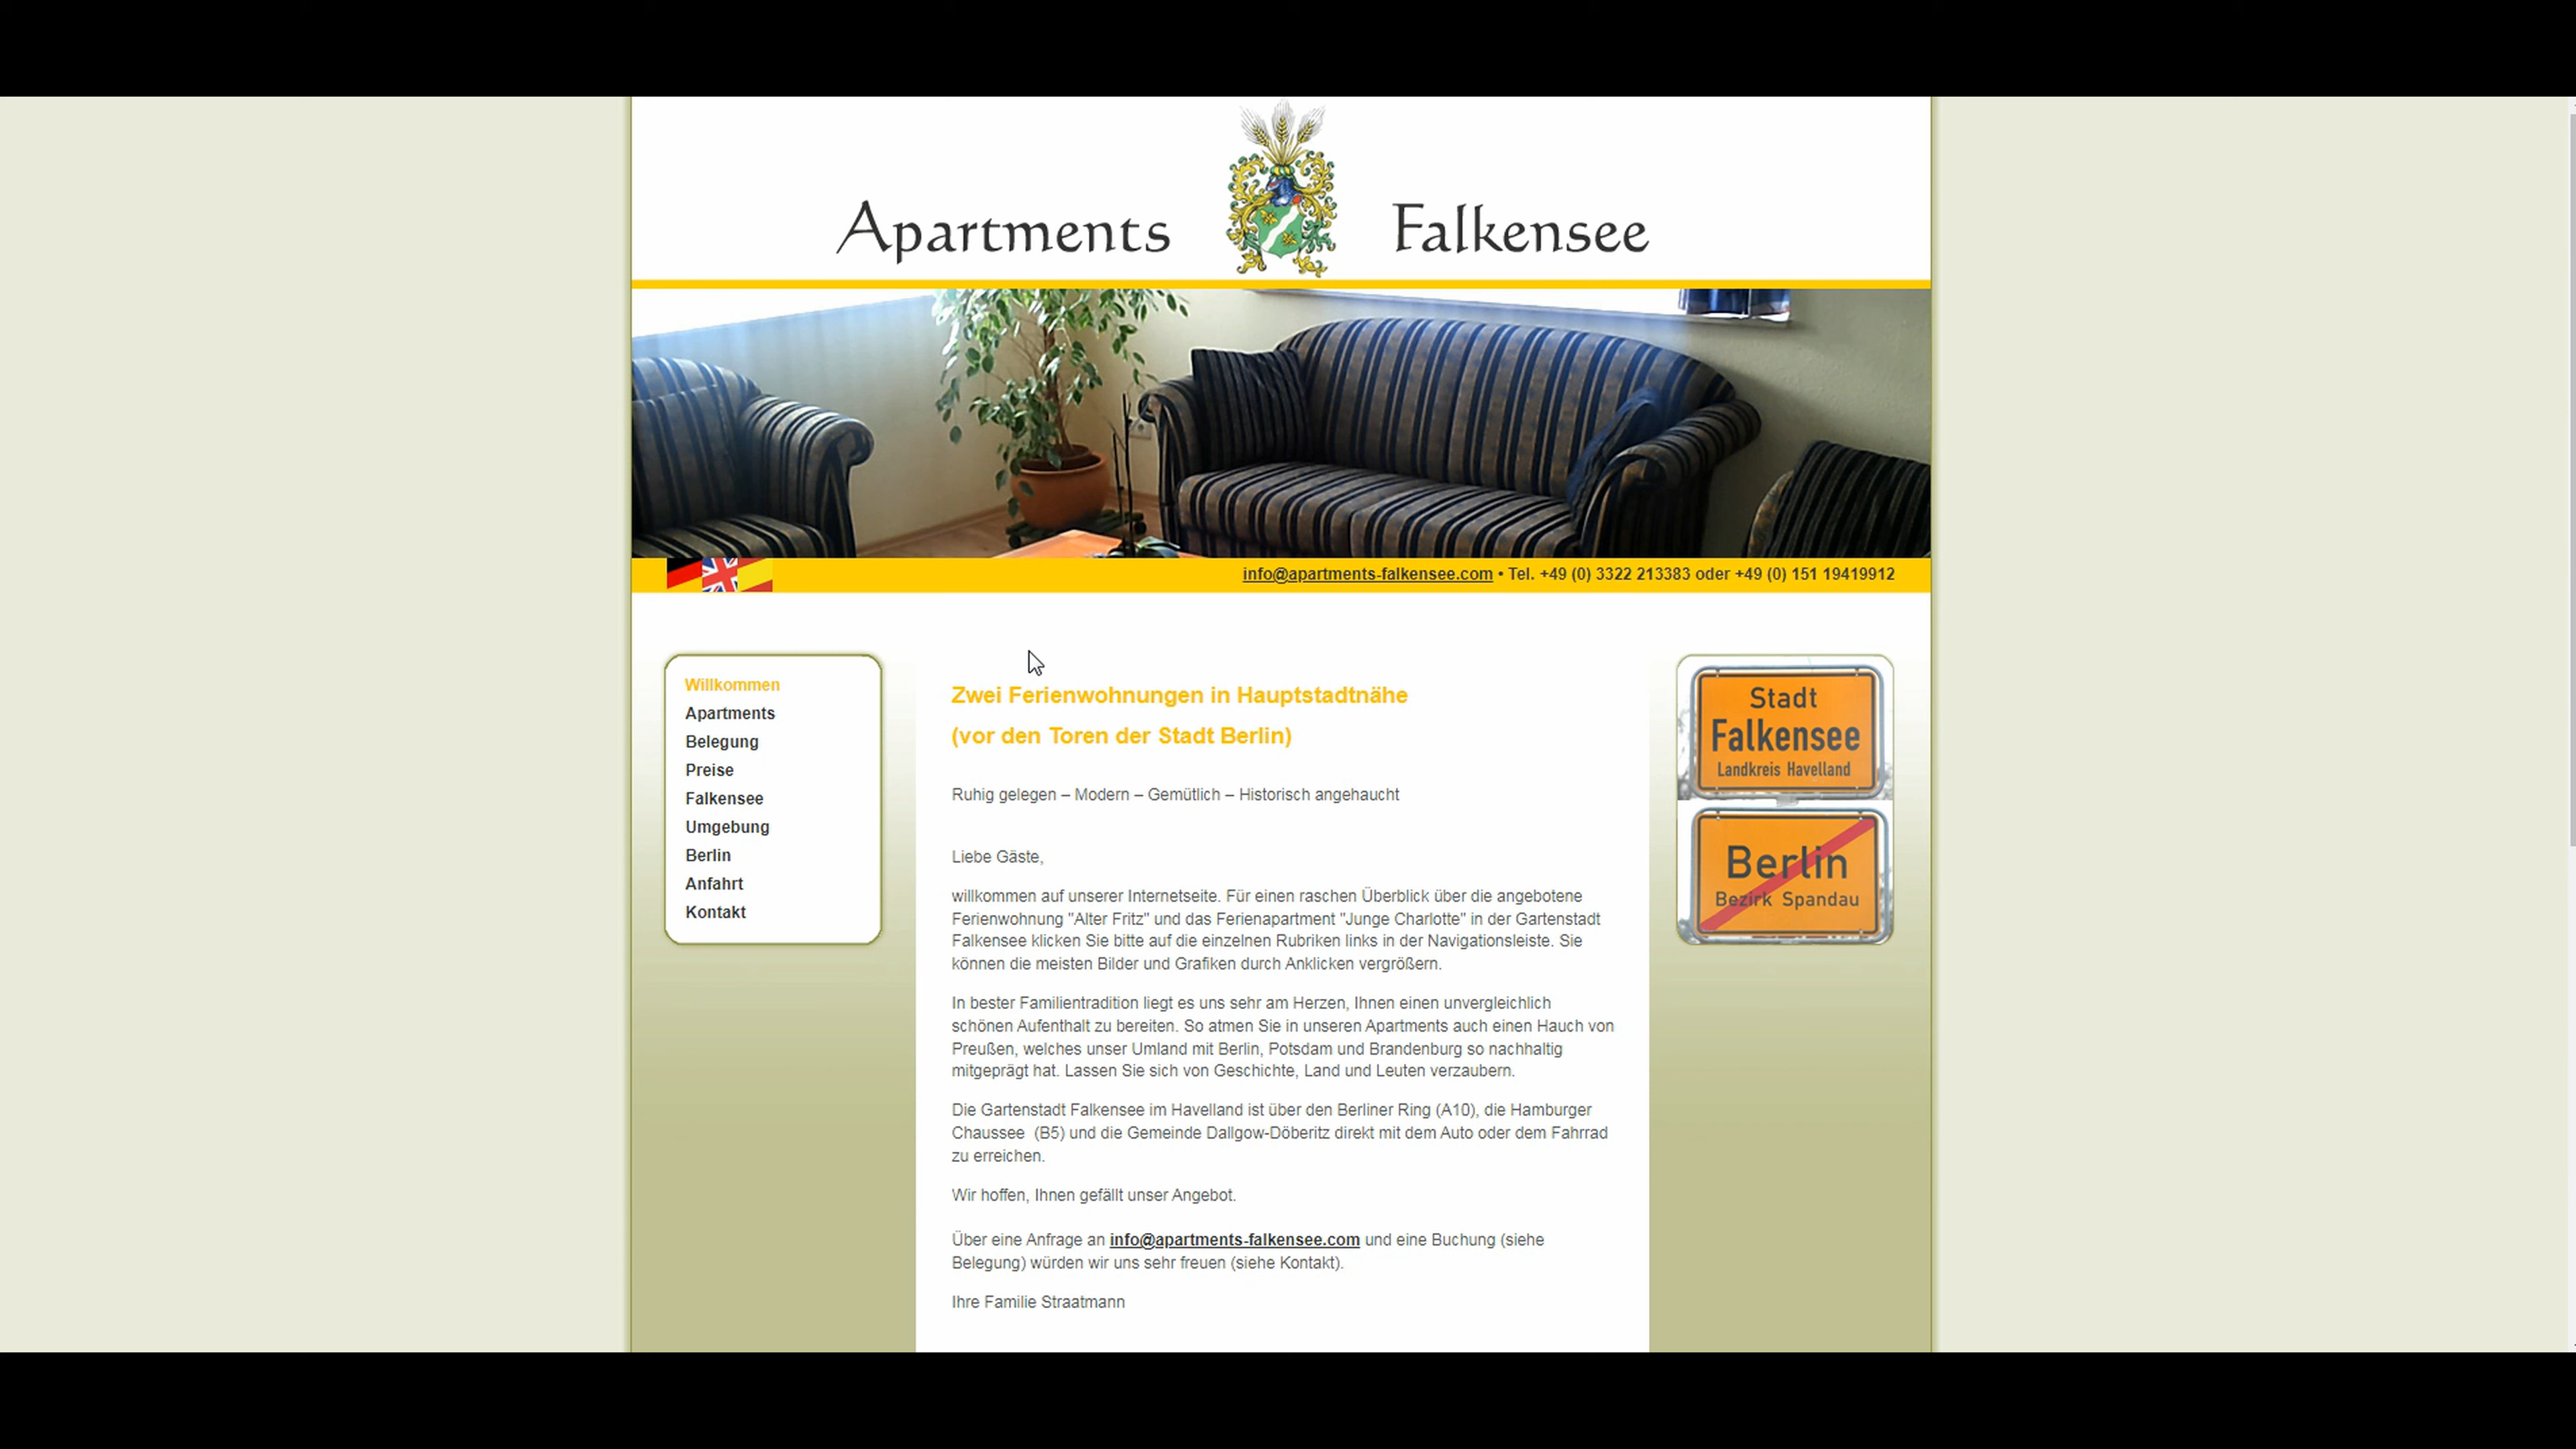 Apartments Falkensee
info@apartments-falkensee.com • Tel. +49 (0) 3322 213383 oder +49 (0) 151 19419912
Willkommen
Apartments
Belegung
Preise
Falkensee
Umgebung
Berlin
Anfahrt
Kontakt
Zwei Ferienwohnungen in Hauptstadtnähe
(vor den Toren der Stadt Berlin)
Ruhig gelegen – Modern – Gemütlich – Historisch angehaucht
Liebe Gäste,
willkommen auf unserer Internetseite. Für einen raschen Überblick über die angebotene
Ferienwohnung "Alter Fritz" und das Ferienapartment "Junge Charlotte" in der Gartenstadt
Falkensee klicken Sie bitte auf die einzelnen Rubriken links in der Navigationsleiste. Sie
können die meisten Bilder und Grafiken durch Anklicken vergrößern.
In bester Familientradition liegt es uns sehr am Herzen, Ihnen einen unvergleichlich
schönen Aufenthalt zu bereiten. So atmen Sie in unseren Apartments auch einen Hauch von
Preußen, welches unser Umland mit Berlin, Potsdam und Brandenburg so nachhaltig
mitgeprägt hat. Lassen Sie sich von Geschichte, Land und Leuten verzaubern.
Die Gartenstadt Falkensee im Havelland ist über den Berliner Ring (A10), die Hamburger
Chaussee (B5) und die Gemeinde Dallgow-Döberitz direkt mit dem Auto oder dem Fahrrad
zu erreichen.
Wir hoffen, Ihnen gefällt unser Angebot.
Über eine Anfrage an info@apartments-falkensee.com und eine Buchung (siehe
Belegung) würden wir uns sehr freuen (siehe Kontakt).
Ihre Familie Straatmann
Stadt
Falkensee
Landkreis Havelland
Berlin
Bezirk Spandau